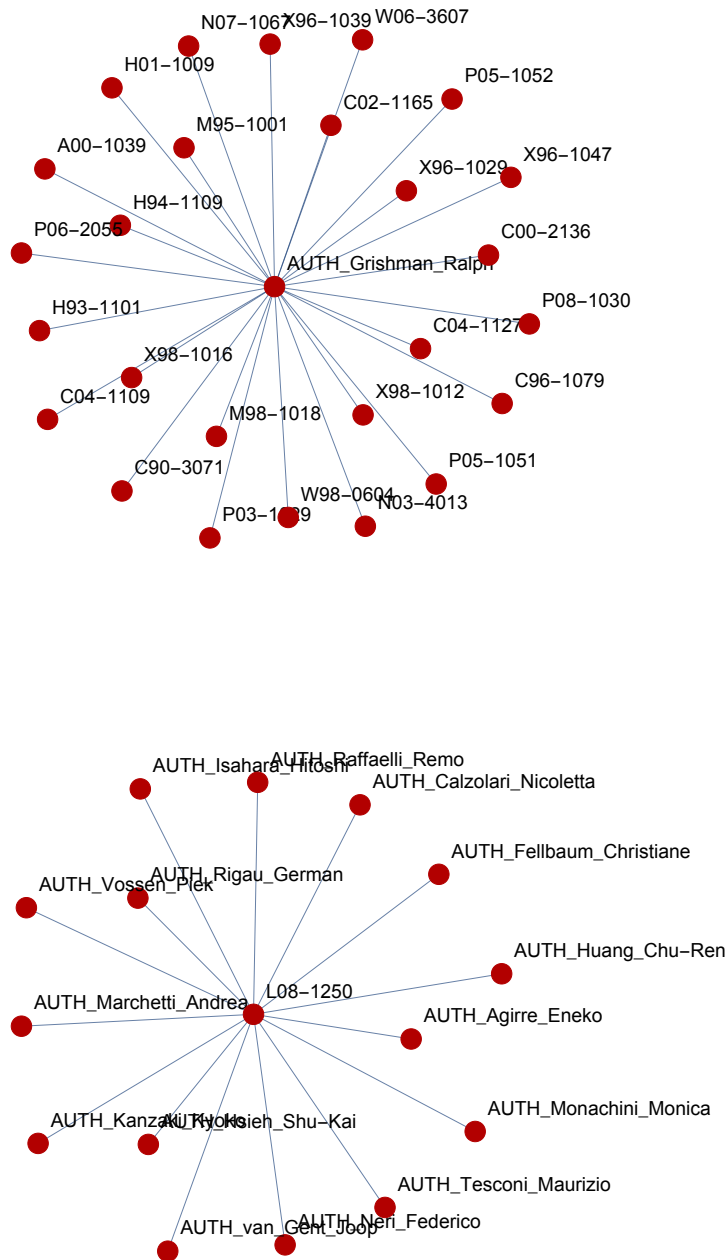 N07−1067
X96−1039
W06−3607
H01−1009
P05−1052
C02−1165
M95−1001
A00−1039
X96−1029
X96−1047
H94−1109
P06−2055
C00−2136
AUTH_Grishman_Ralph
H93−1101
P08−1030
C04−1127
X98−1016
C04−1109
X98−1012
C96−1079
M98−1018
C90−3071
P05−1051
W98−0604
N03−4013
AUTH_Raffaelli_Remo
AUTH_Isahara_Hitoshi
AUTH_Calzolari_Nicoletta
AUTH_Fellbaum_Christiane
AUTH_Rigau_German
AUTH_Vossen_Piek
AUTH_Huang_Chu−Ren
L08−1250
AUTH_Marchetti_Andrea
AUTH_Agirre_Eneko
AUTH_Monachini_Monica
AUTH_Kanzaki_Kyoko
AUTH_Hsieh_Shu−Kai
AUTH_Tesconi_Maurizio
AUTH_van_Gent_Joop
AUTH_Neri_Federico